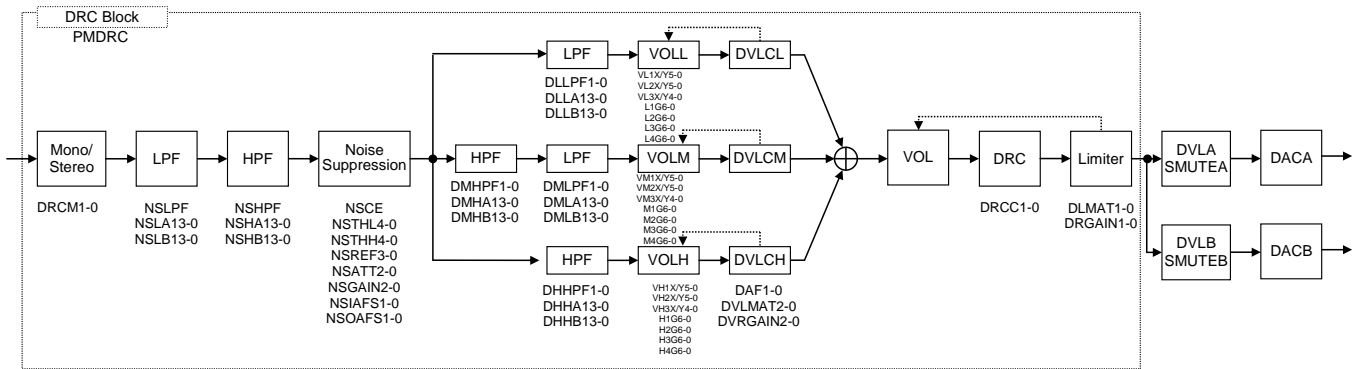 DRC Block
PMDRC
Mono/
Stereo
DRCM1-0
LPF
NSLPF
NSLA13-0
NSLB13-0
HPF
NSHPF
NSHA13-0
NSHB13-0
Noise
Suppression
NSCE
NSTHL4-0
NSTHH4-0
NSREF3-0
NSATT2-0
NSGAIN2-0
NSIAFS1-0
NSOAFS1-0
LPF
DLLPF1-0
DLLA13-0
DLLB13-0
VOLL
VL1X/Y5-0
VL2X/Y5-0
VL3X/Y4-0
L1G6-0
L2G6-0
L3G6-0
L4G6-0
DVLCL
HPF
DMHPF1-0
DMHA13-0
DMHB13-0
LPF
DMLPF1-0
DMLA13-0
DMLB13-0
VOLM
VM1X/Y5-0
VM2X/Y5-0
VM3X/Y4-0
M1G6-0
M2G6-0
M3G6-0
M4G6-0
DVLCM
HPF
DHHPF1-0
DHHA13-0
DHHB13-0
VOLH
VH1X/Y5-0
VH2X/Y5-0
VH3X/Y4-0
H1G6-0
H2G6-0
H3G6-0
H4G6-0
DVLCH
DAF1-0
DVLMAT2-0
DVRGAIN2-0
VOL
DRC
DRCC1-0
Limiter
DLMAT1-0
DRGAIN1-0
DVLA
SMUTEA
DACA
DVLB
SMUTEB
DACB